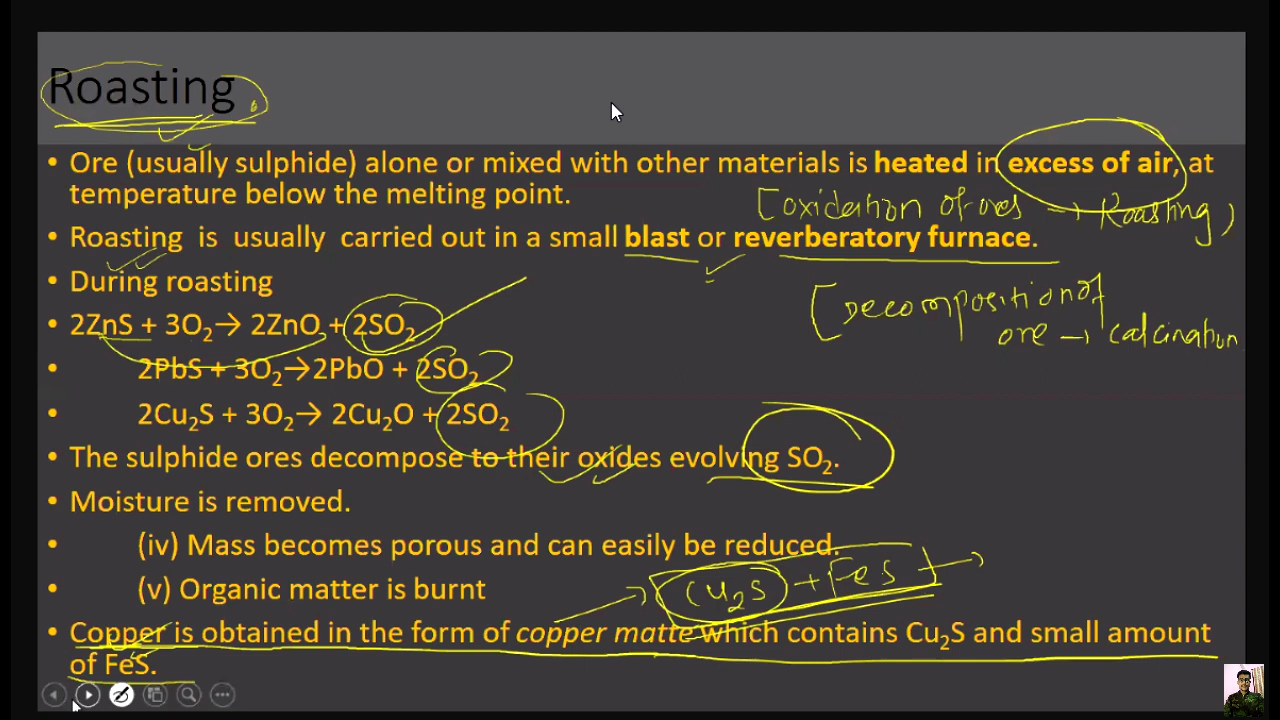 Roasting
• Ore (usually sulphide) alone or mixed with other materials is heated in excess of air, at
temperature below the melting point.
[oxidation of ores → Roasting)
• Roasting is usually carried out in a small blast or reverberatory furnace.
• During roasting
[Decomposition of
ore → calcination
• 2ZnS + 3O₂→ 2ZnO + 2SO₂
• 2PbS + 3O₂→2PbO + 2SO₂
• 2Cu₂S + 3O₂→ 2Cu₂O + 2SO₂
• The sulphide ores decompose to their oxides evolving SO₂.
• Moisture is removed.
• (iv) Mass becomes porous and can easily be reduced.
Cu₂S + FeS
• (v) Organic matter is burnt
• Copper is obtained in the form of copper matte which contains Cu₂S and small amount
of FeS.